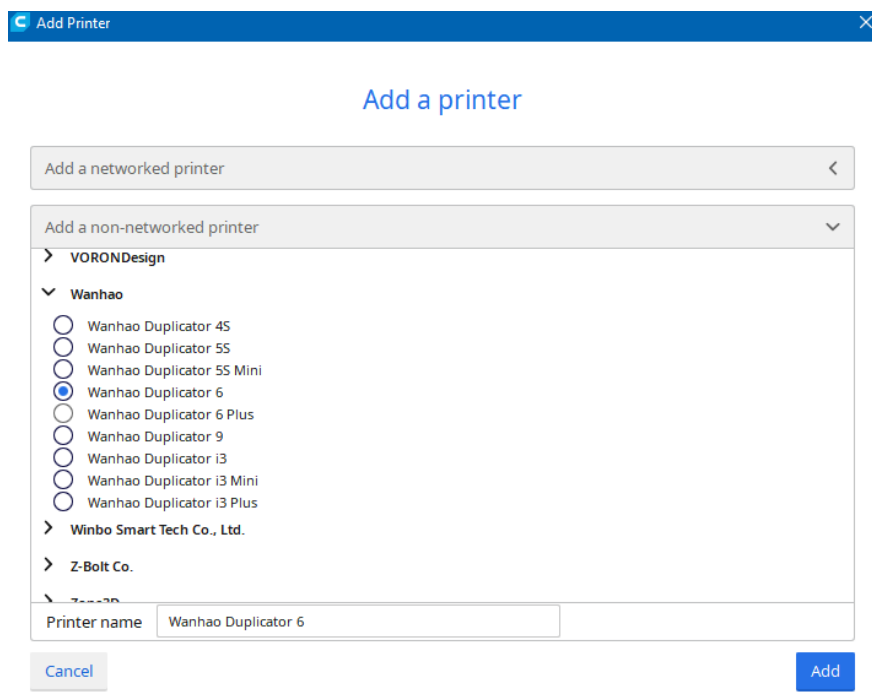 Add Printer
Add a printer
Add a networked printer
Add a non-networked printer
VORONDesign
Wanhao
Wanhao Duplicator 4S
Wanhao Duplicator 5S
Wanhao Duplicator 5S Mini
Wanhao Duplicator 6
Wanhao Duplicator 6 Plus
Wanhao Duplicator 9
Wanhao Duplicator i3
Wanhao Duplicator i3 Mini
Wanhao Duplicator i3 Plus
Winbo Smart Tech Co., Ltd.
Z-Bolt Co.
Zone3D
Printer name Wanhao Duplicator 6
Cancel Add